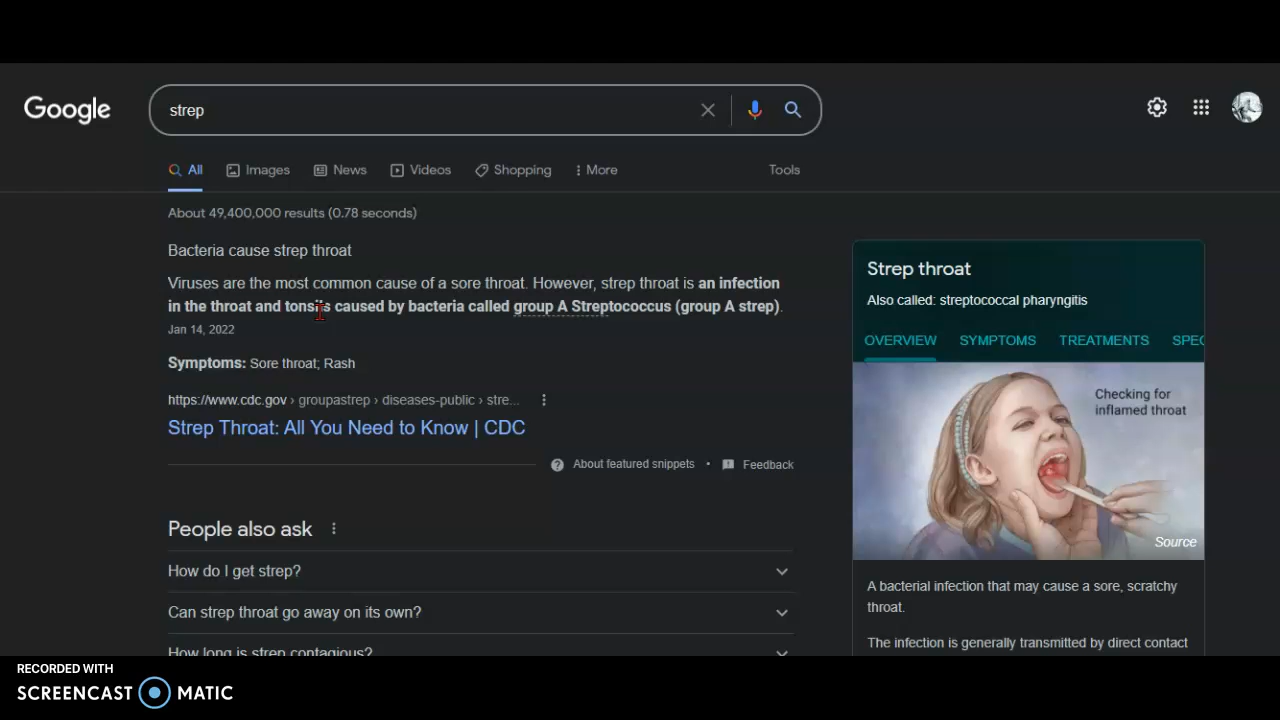 Google
strep
All
Images
News
Videos
Shopping
More
Tools
About 49,400,000 results (0.78 seconds)
Bacteria cause strep throat
Viruses are the most common cause of a sore throat. However, strep throat is an infection
in the throat and tonsils caused by bacteria called group A Streptococcus (group A strep).
Jan 14, 2022
Symptoms: Sore throat; Rash
https://www.cdc.gov › groupastrep › diseases-public › stre...
Strep Throat: All You Need to Know | CDC
About featured snippets • Feedback
People also ask
How do I get strep?
Can strep throat go away on its own?
How long is strep contagious?
Strep throat
Also called: streptococcal pharyngitis
OVERVIEW
SYMPTOMS
TREATMENTS
SPEC
Checking for
inflamed throat
Source
A bacterial infection that may cause a sore, scratchy
throat.
The infection is generally transmitted by direct contact
RECORDED WITH
SCREENCAST MATIC